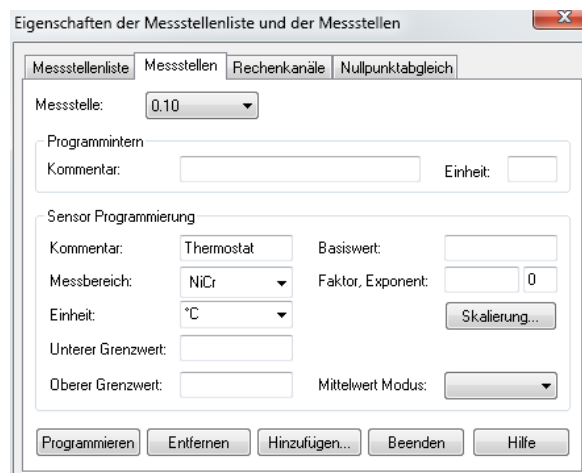 Eigenschaften der Messstellenliste und der Messstellen
Messstellenliste Messstellen Rechenkanäle Nullpunktabgleich
Messstelle: 0.10
Programmintern
Kommentar: Einheit:
Sensor Programmierung
Kommentar: Thermostat Basiswert:
Messbereich: NiCr Faktor, Exponent: 0
Einheit: °C Skalierung...
Unterer Grenzwert:
Oberer Grenzwert: Mittelwert Modus:
Programmieren Entfernen Hinzufügen... Beenden Hilfe